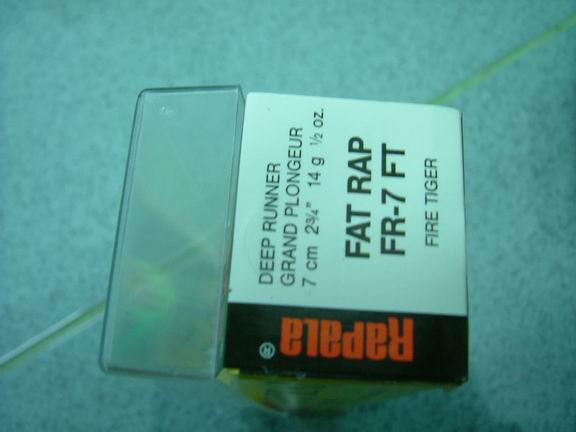 Rapala®
DEEP RUNNER
GRAND PLONGEUR
7 cm 2¾" 14 g ½ oz.
FAT RAP
FR-7 FT
FIRE TIGER